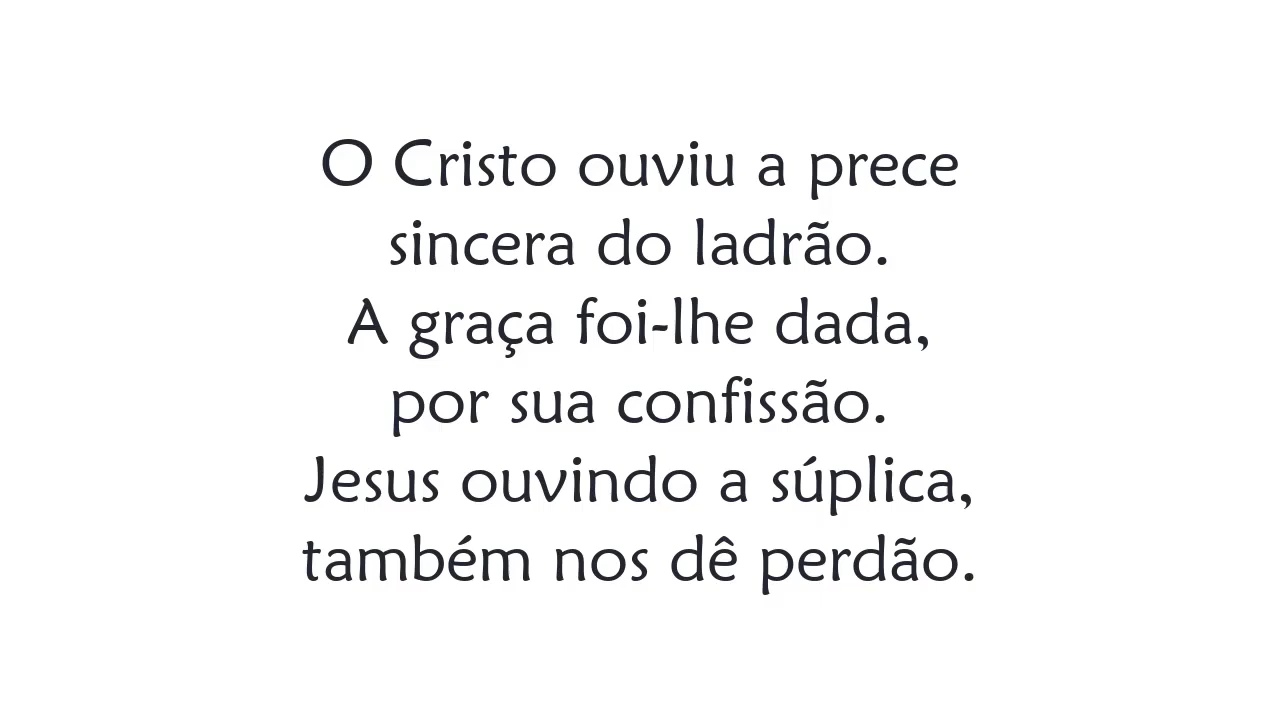 O Cristo ouviu a prece
sincera do ladrão.
A graça foi-lhe dada,
por sua confissão.
Jesus ouvindo a súplica,
também nos dê perdão.